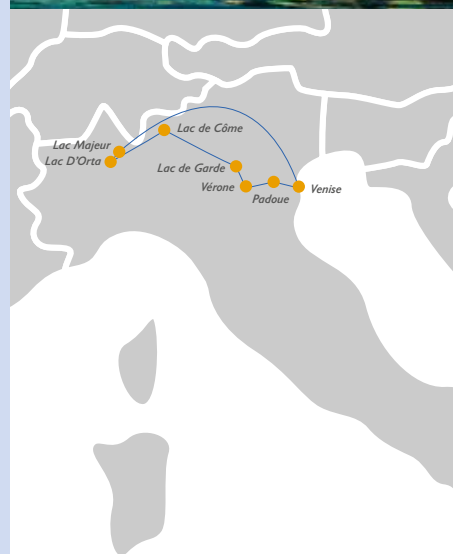 Lac de Côme
Lac Majeur
Lac D'Orta
Lac de Garde
Vérone
Venise
Padoue